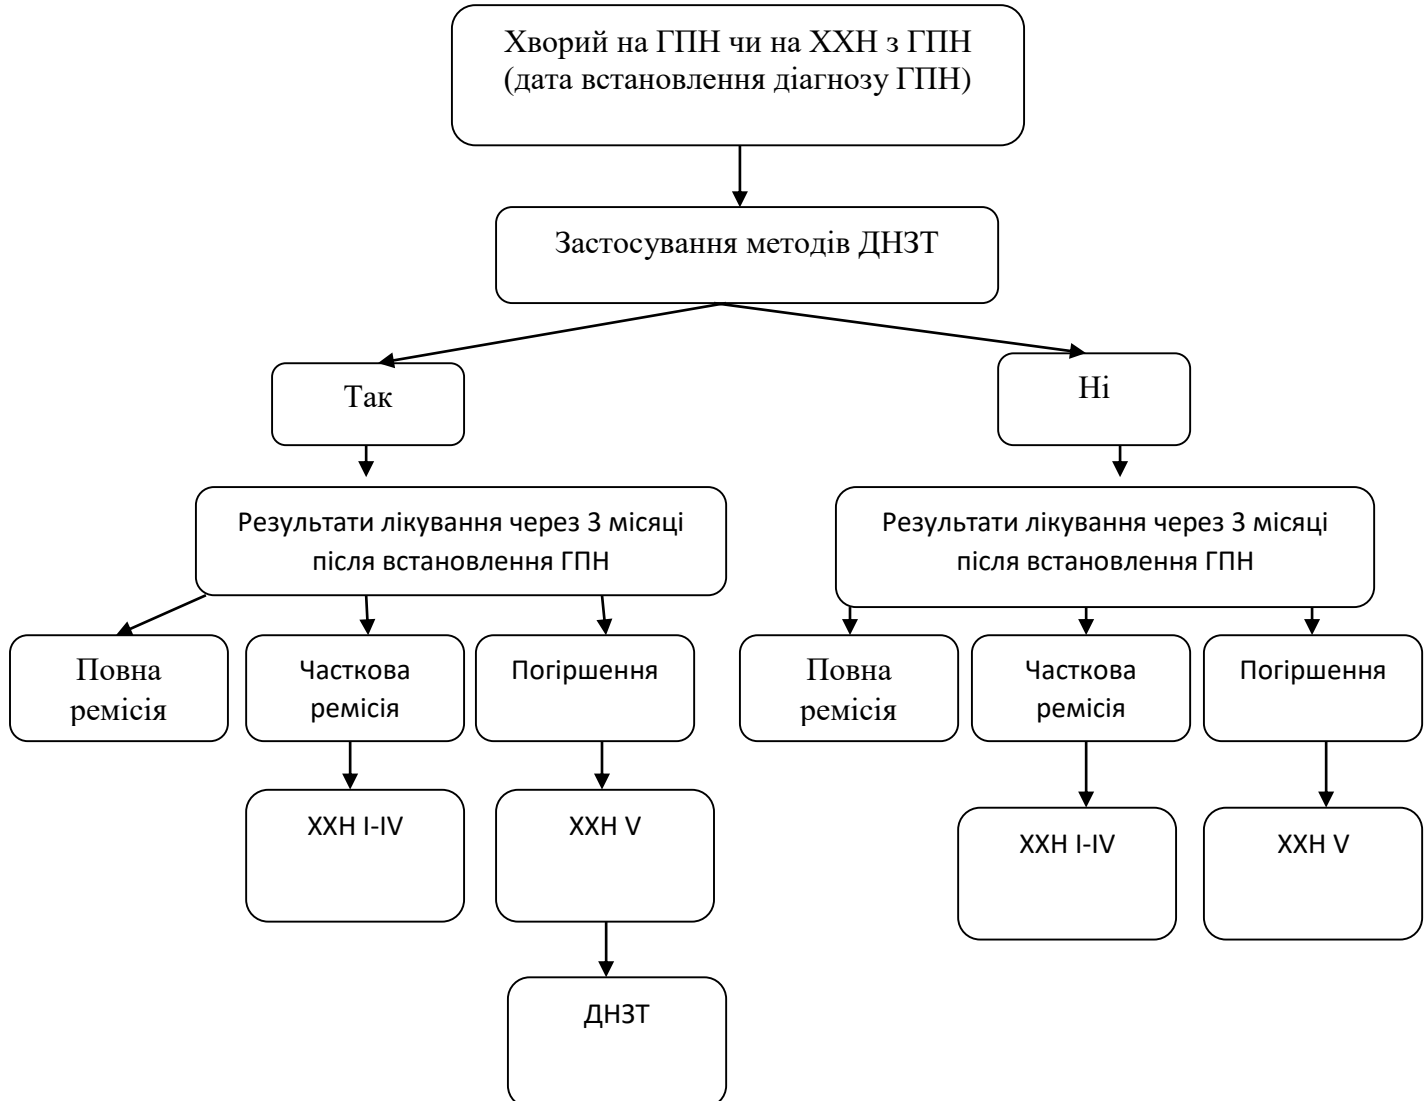 Хворий на ГПН чи на ХХН з ГПН
(дата встановлення діагнозу ГПН)
Застосування методів ДНЗТ
Так
Ні
Результати лікування через 3 місяці
після встановлення ГПН
Результати лікування через 3 місяці
після встановлення ГПН
Повна
ремісія
Часткова
ремісія
Погіршення
Повна
ремісія
Часткова
ремісія
Погіршення
ХХН I-IV
ХХН V
ХХН I-IV
ХХН V
ДНЗТ